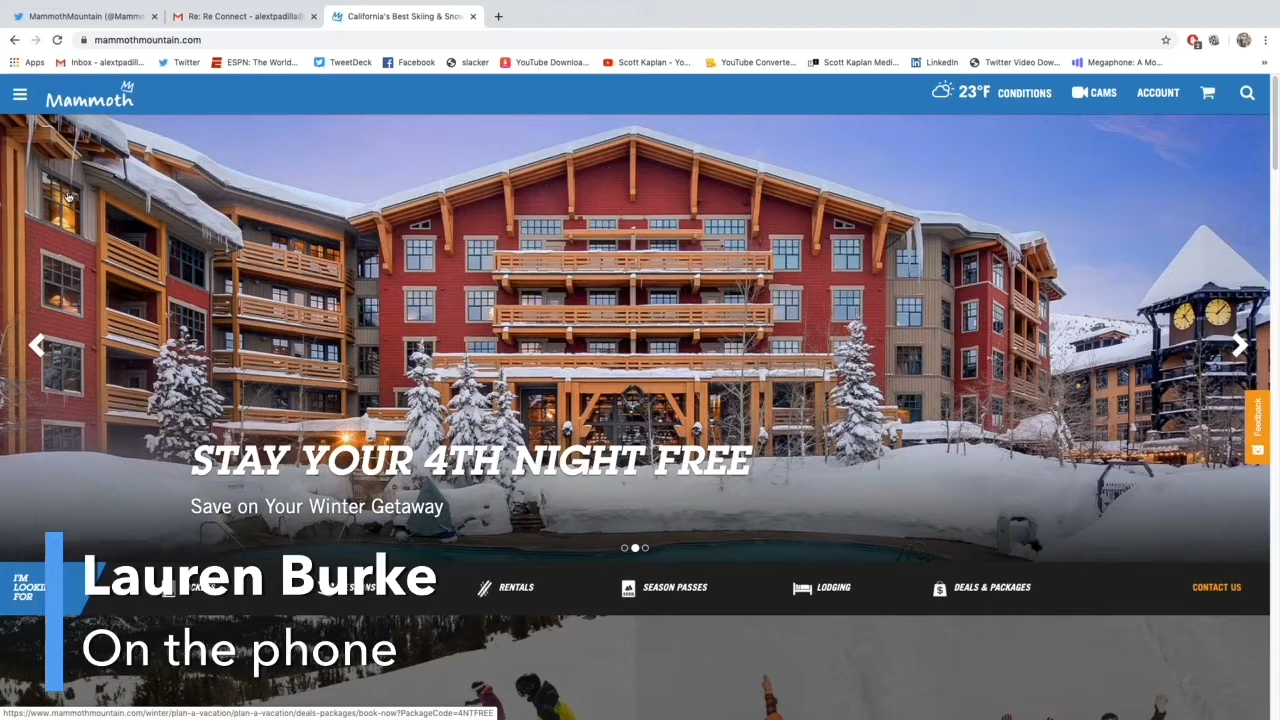 MammothMountain (@Mammo
Re: Re Connect - alextpadilla@
California's Best Skiing & Snow
mammothmountain.com
2
Apps
Inbox - alextpadill...
Twitter
ESPN: The World...
TweetDeck
Facebook
slacker
YouTube Downloa...
Scott Kaplan - Yo...
YouTube Converte...
Scott Kaplan Medi...
LinkedIn
Twitter Video Dow...
Megaphone: A Mo...
»
Mammoth
23°F CONDITIONS
CAMS
ACCOUNT
Feedback
STAY YOUR 4TH NIGHT FREE
Save on Your Winter Getaway
I'M
FOR
RENTALS
SEASON PASSES
LODGING
DEALS & PACKAGES
CONTACT US
Lauren Burke
On the phone
https://www.mammothmountain.com/winter/plan-a-vacation/plan-a-vacation/deals-packages/book-now?PackageCode=4NTFREE